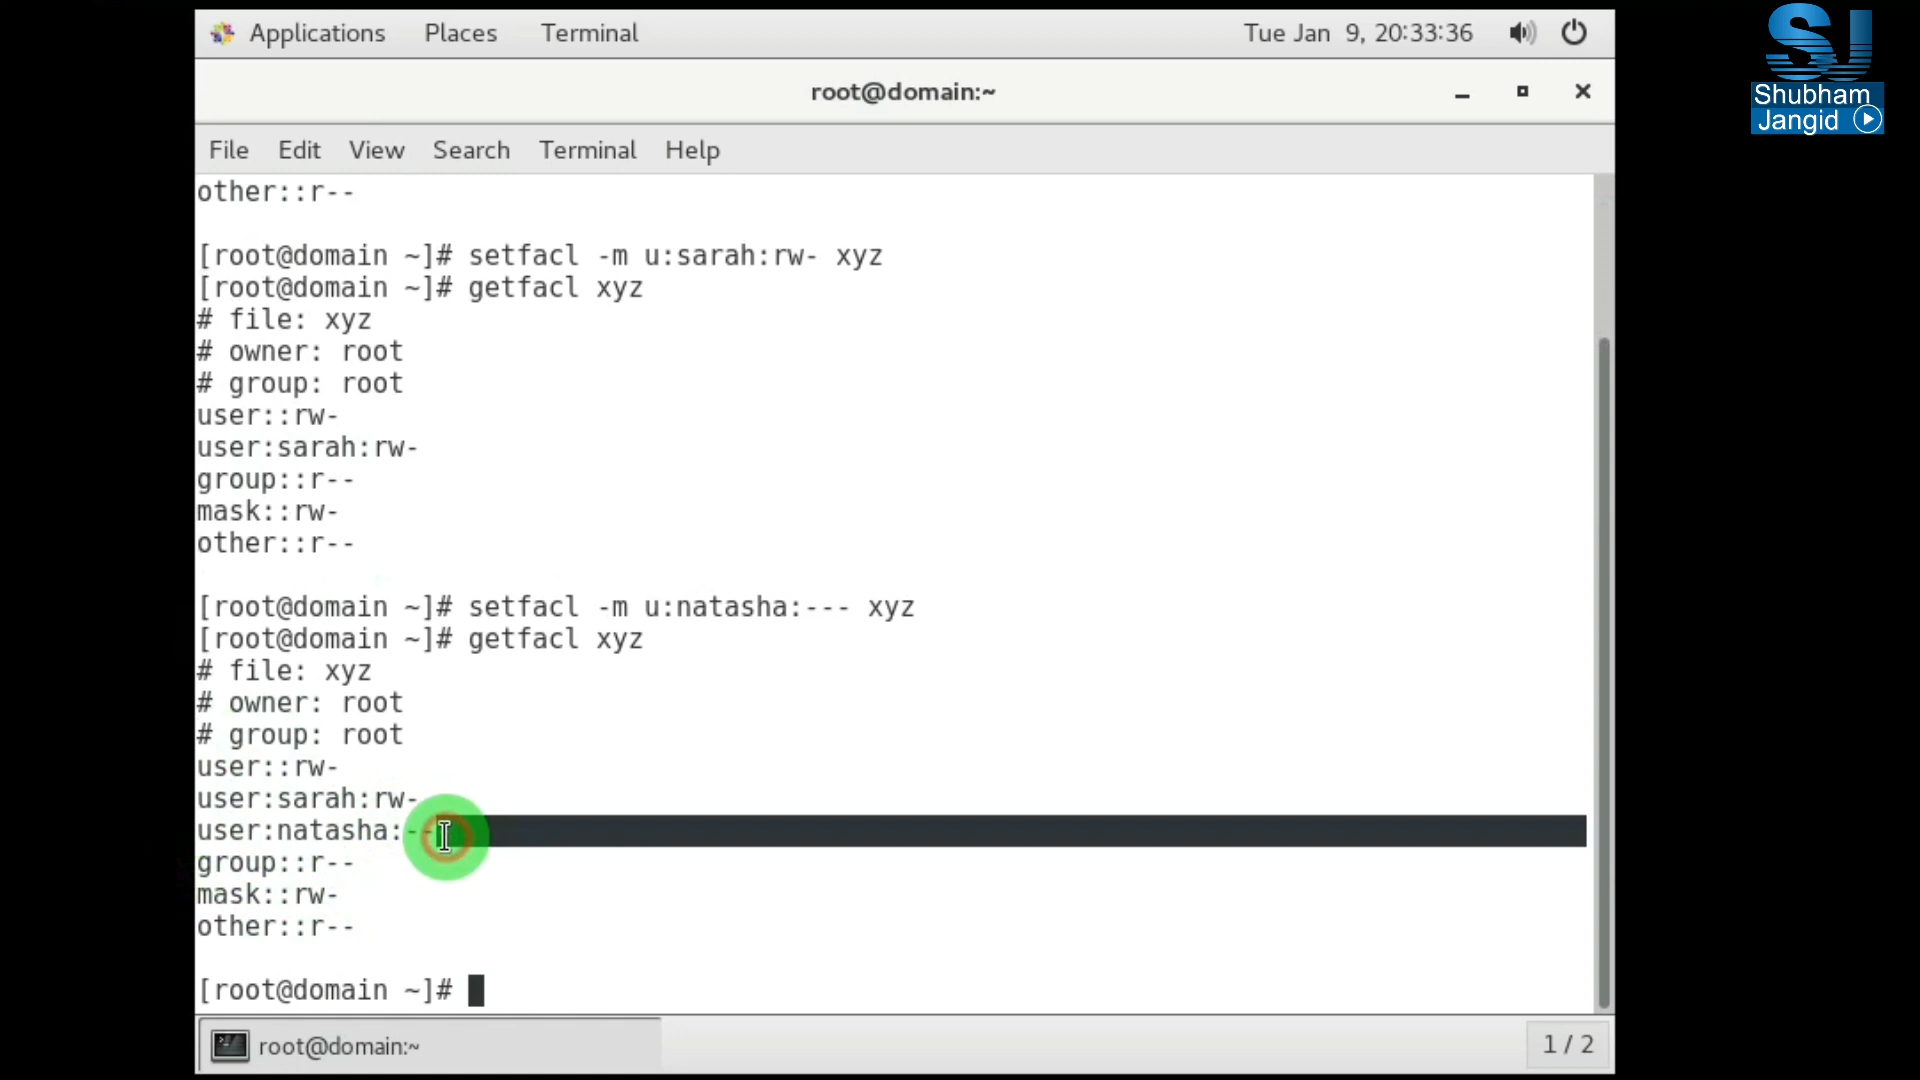 Applications Places Terminal Tue Jan 9, 20:33:36
SJ
Shubham
Jangid
root@domain:~
File Edit View Search Terminal Help
other::r--
[root@domain ~]# setfacl -m u:sarah:rw- xyz
[root@domain ~]# getfacl xyz
# file: xyz
# owner: root
# group: root
user::rw-
user:sarah:rw-
group::r--
mask::rw-
other::r--
[root@domain ~]# setfacl -m u:natasha:--- xyz
[root@domain ~]# getfacl xyz
# file: xyz
# owner: root
# group: root
user::rw-
user:sarah:rw-
user:natasha:---
group::r--
mask::rw-
other::r--
[root@domain ~]#
root@domain:~ 1 / 2